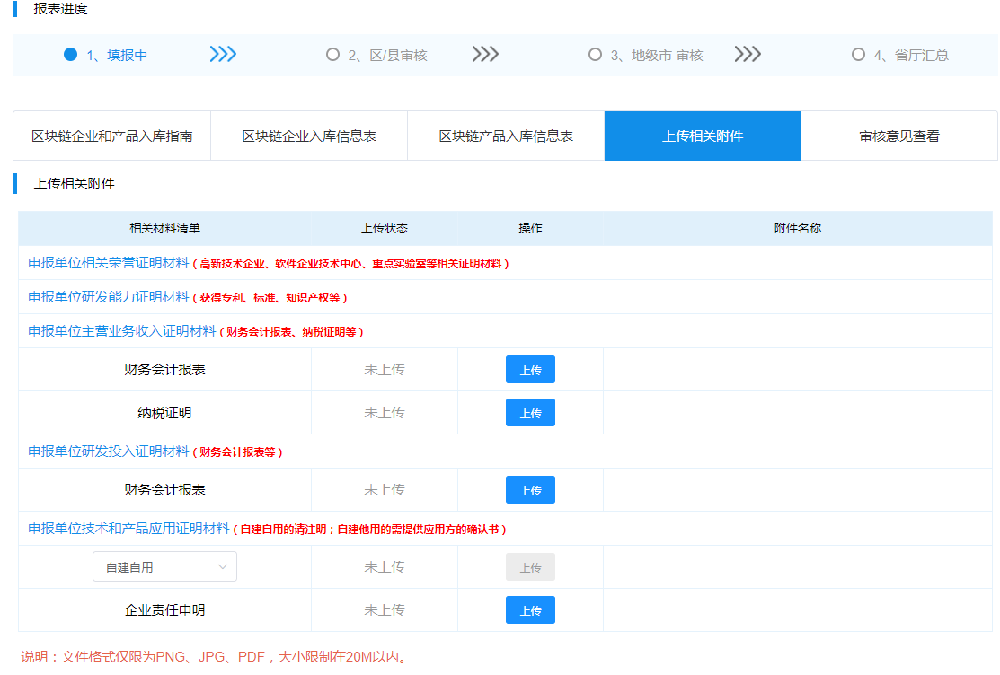 报表进度
1、填报中 2、区/县审核 3、地级市 审核 4、省厅汇总
区块链企业和产品入库指南 区块链企业入库信息表 区块链产品入库信息表 上传相关附件 审核意见查看
上传相关附件
相关材料清单 上传状态 操作 附件名称
申报单位相关荣誉证明材料 ( 高新技术企业、软件企业技术中心、重点实验室等相关证明材料 )
申报单位研发能力证明材料 ( 获得专利、标准、知识产权等 )
申报单位主营业务收入证明材料 ( 财务会计报表、纳税证明等 )
财务会计报表 未上传 上传
纳税证明 未上传 上传
申报单位研发投入证明材料 ( 财务会计报表等 )
财务会计报表 未上传 上传
申报单位技术和产品应用证明材料 ( 自建自用的请注明；自建他用的需提供应用方的确认书 )
自建自用 未上传 上传
企业责任申明 未上传 上传
说明：文件格式仅限为PNG、JPG、PDF，大小限制在20M以内。